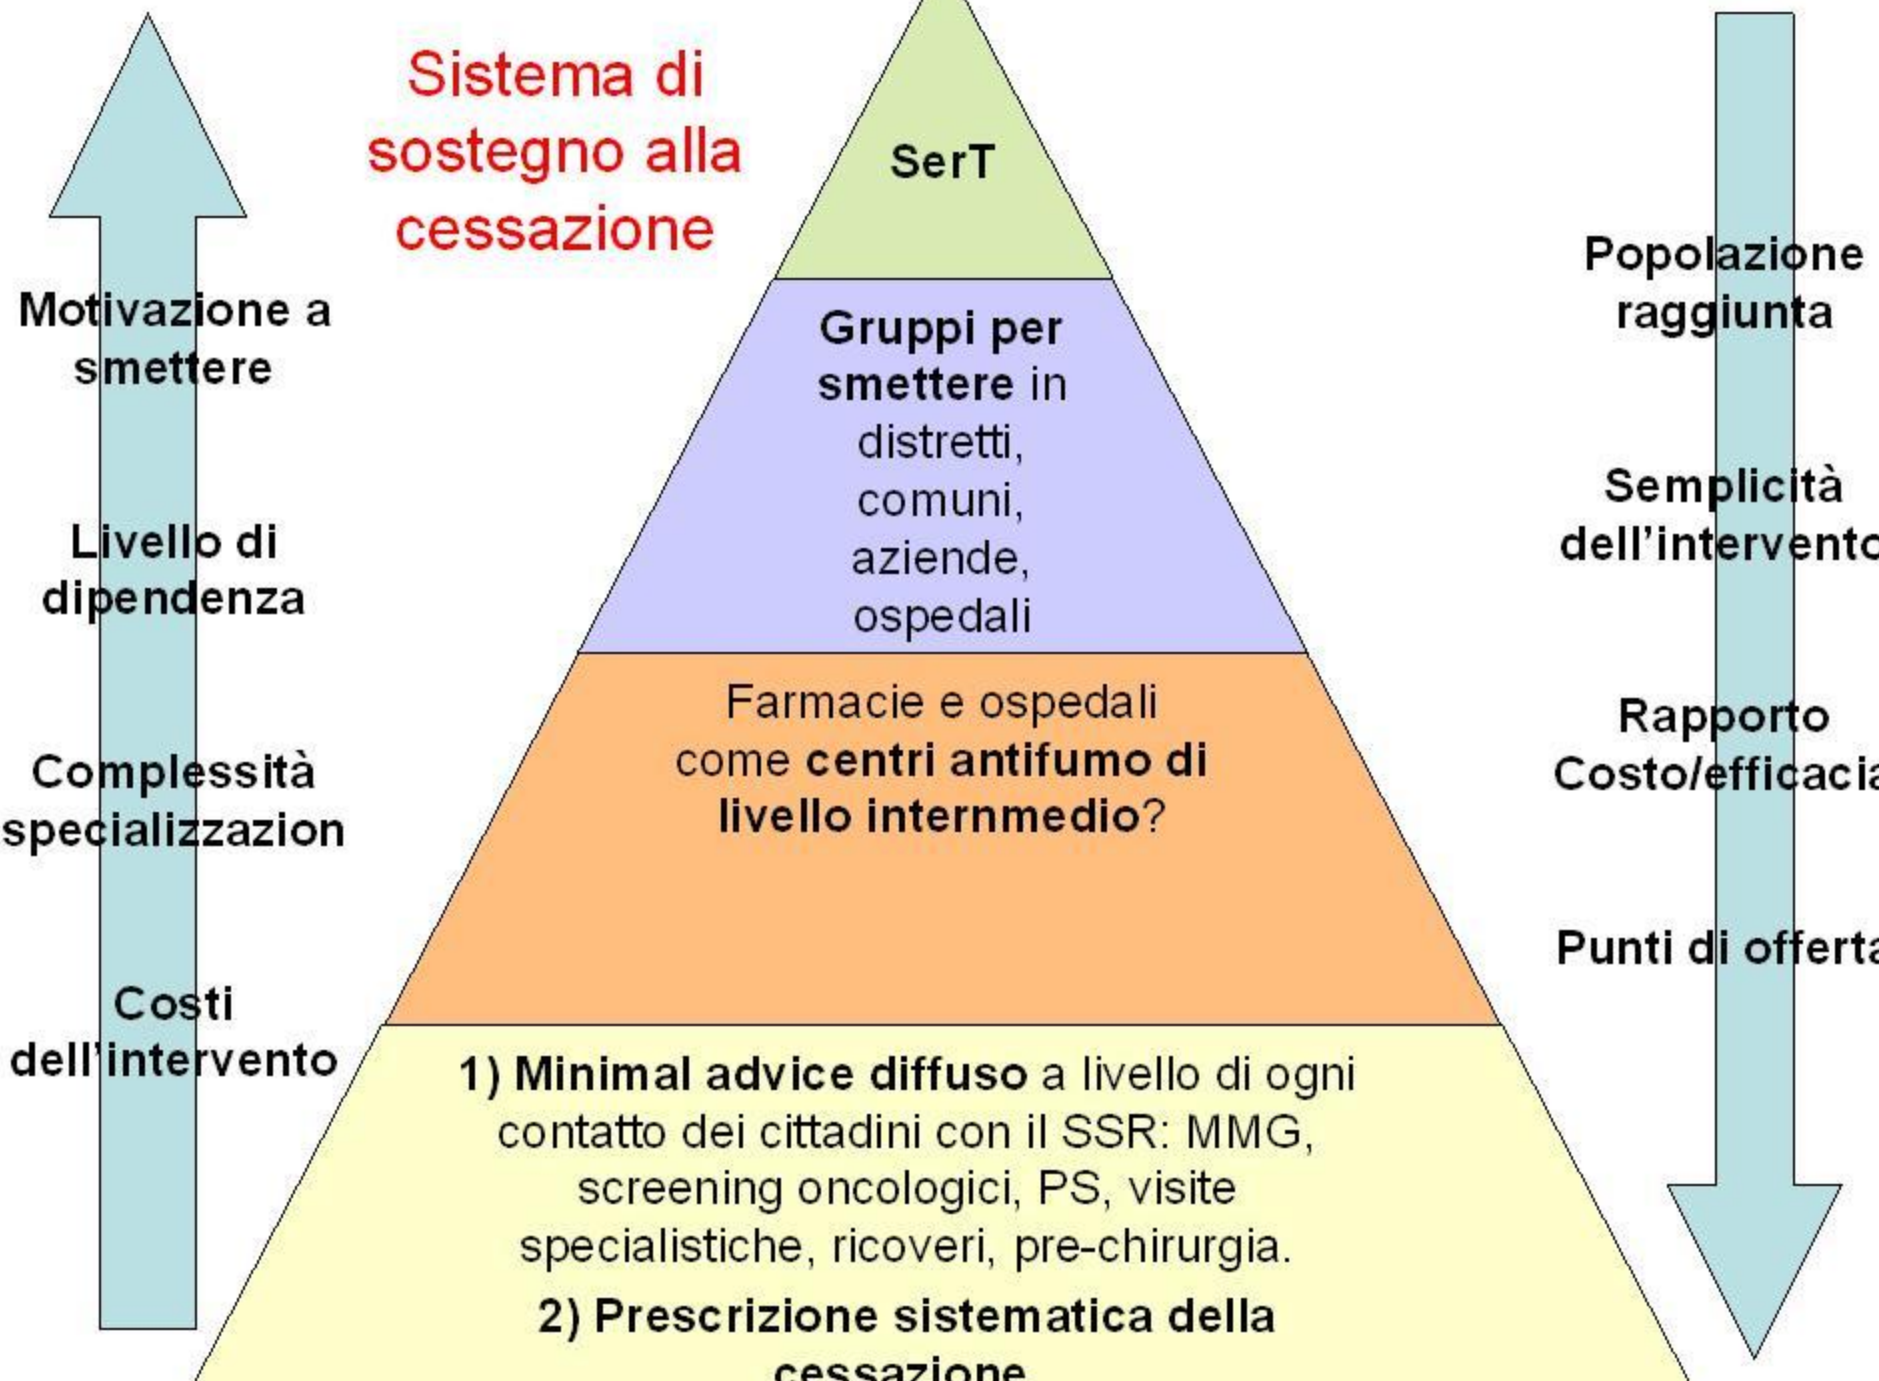 Sistema di
sostegno alla
cessazione
SerT
Motivazione a
smettere
Livello di
dipendenza
Complessità
specializzazion
Costi
dell'intervento
Gruppi per
smettere in
distretti,
comuni,
aziende,
ospedali
Farmacie e ospedali
come centri antifumo di
livello internmedio?
1) Minimal advice diffuso a livello di ogni
contatto dei cittadini con il SSR: MMG,
screening oncologici, PS, visite
specialistiche, ricoveri, pre-chirurgia.
2) Prescrizione sistematica della
cessazione
Popolazione
raggiunta
Semplicità
dell'intervento
Rapporto
Costo/efficacia
Punti di offerta